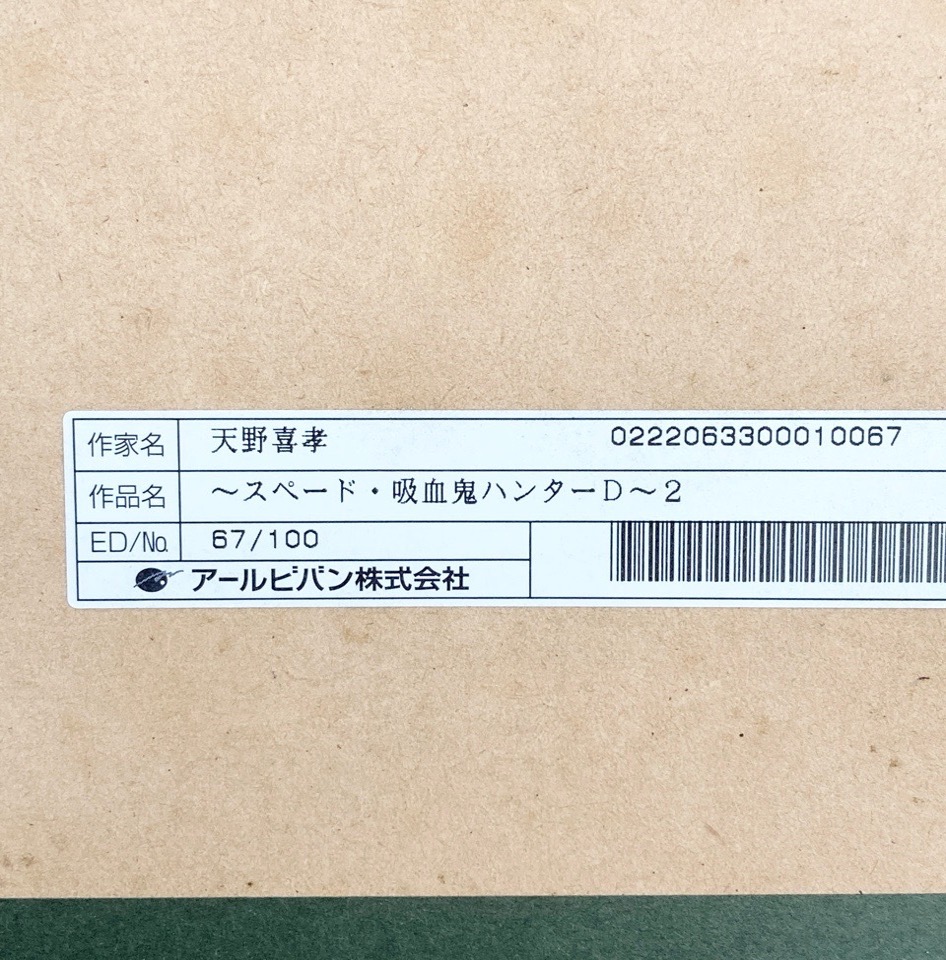 作家名 天野喜孝 0222063300010067
作品名 ～スペード・吸血鬼ハンターＤ～２
ED/No. 67/100
アールビバン株式会社